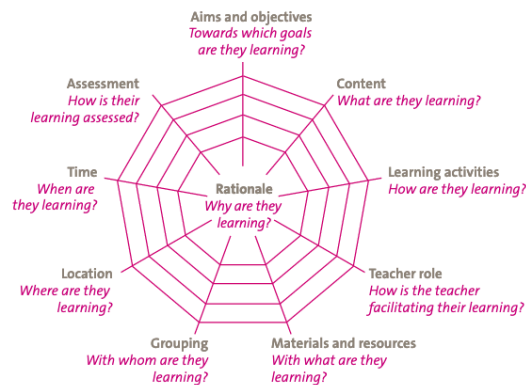 Aims and objectives
Towards which goals
are they learning?
Assessment
How is their
learning assessed?
Content
What are they learning?
Time
When are
they learning?
Rationale
Why are they
learning?
Learning activities
How are they learning?
Location
Where are they
learning?
Teacher role
How is the teacher
facilitating their learning?
Grouping
With whom are they
learning?
Materials and resources
With what are they
learning?